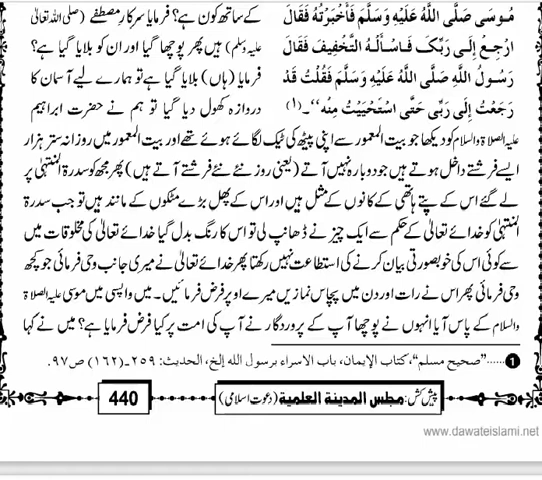 مُوسَى صَلَّى اللَّهُ عَلَيْهِ وَسَلَّمَ فَأَخْبَرْتُهُ فَقَالَ
ارْجِعْ إِلَى رَبِّكَ فَاسْأَلْهُ التَّخْفِيفَ فَقَالَ
رَسُولُ اللَّهِ صَلَّى اللَّهُ عَلَيْهِ وَسَلَّمَ فَقُلْتُ قَدْ
رَجَعْتُ إِلَى رَبِّي حَتَّى اسْتَحْيَيْتُ مِنْهُ‘‘۔(۱)
کے ساتھ کون ہے؟ فرمایا سرکارِ مصطفے (صلی اللہ تعالیٰ
علیہ وسلم) ہیں پھر پوچھا گیا اور ان کو بلایا گیا ہے؟
فرمایا (ہاں) بلایا گیا ہے تو ہمارے لیے آسمان کا
دروازہ کھول دیا گیا تو ہم نے حضرت ابراہیم
علیہ الصلاۃ والسلام کو دیکھا جو بیت المعمور سے اپنی پیٹھ کی ٹیک لگائے ہوئے تھے اور بیت المعمور میں روزانہ ستر ہزار
ایسے فرشتے داخل ہوتے ہیں جو دوبارہ نہیں آتے (یعنی روز نئے نئے فرشتے آتے ہیں) پھر مجھ کو سدرۃ المنتہیٰ پر
لے گئے اس کے پتے ہاتھی کے کانوں کے مثل ہیں اور اس کے پھل بڑے مٹکوں کے مانند ہیں تو جب سدرۃ
المنتہیٰ کو خدائے تعالیٰ کے حکم سے ایک چیز نے ڈھانپ لی تو اس کا رنگ بدل گیا خدائے تعالیٰ کی مخلوقات میں
سے کوئی اس کی خوبصورتی بیان کرنے کی استطاعت نہیں رکھتا پھر خدائے تعالیٰ نے میری جانب وحی فرمائی جو کچھ
وحی فرمائی پھر اس نے رات اور دن میں پچاس نمازیں میرے اوپر فرض فرمائیں۔ میں واپسی میں موسیٰ علیہ الصلاۃ
والسلام کے پاس آیا انہوں نے پوچھا آپ کے پروردگار نے آپ کی امت پر کیا فرض فرمایا ہے؟ میں نے کہا
1......"صحيح مسلم"، كتاب الإيمان، باب الاسراء برسول الله إلخ، الحديث: ٢٥٩۔(١٦٢) ص٩٧.
پیش کش: مجلس المدينة العلمية (دعوت اسلامی)
440
www.dawateislami.net